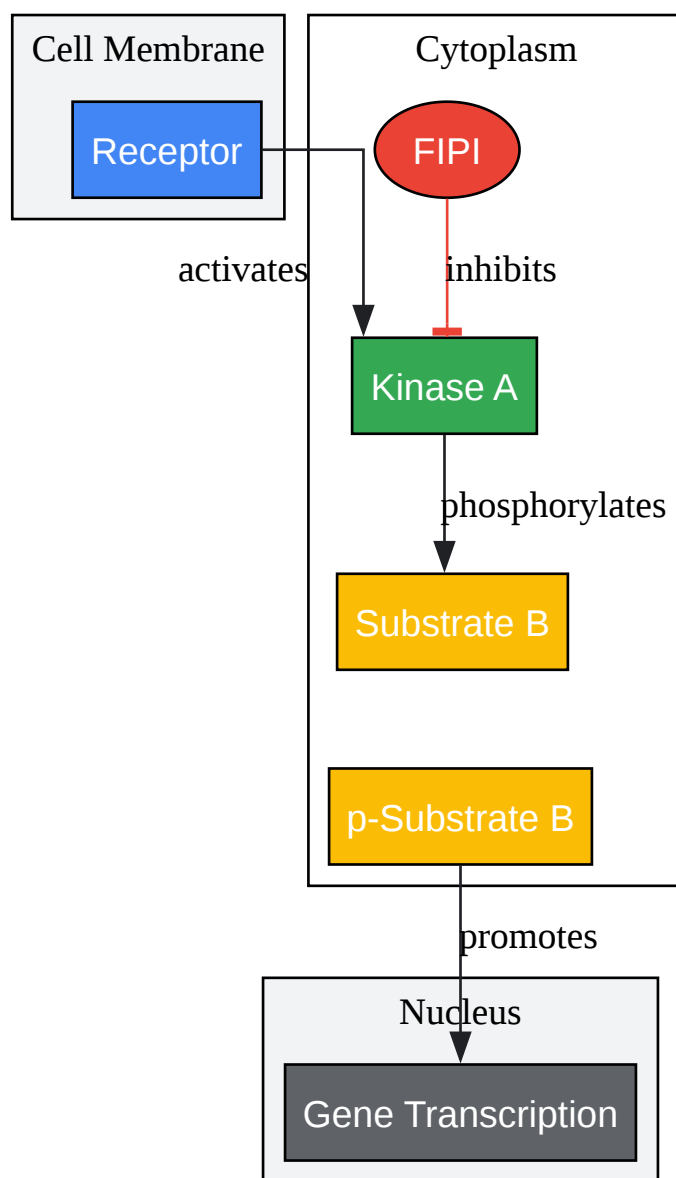 Cell Membrane
Cytoplasm
Receptor
FIPI
activates
inhibits
Kinase A
phosphorylates
Substrate B
p-Substrate B
promotes
Nucleus
Gene Transcription